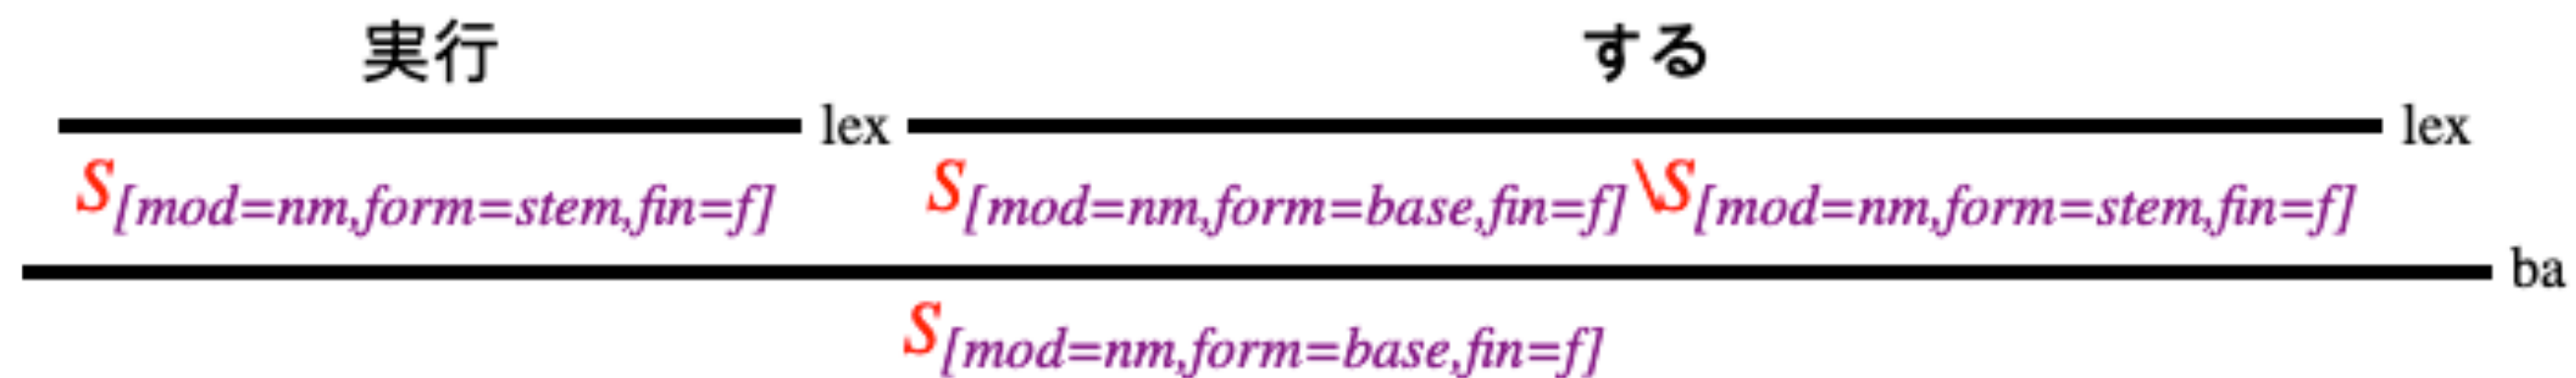 実行 する
lex lex
S[mod=nm,form=stem,fin=f] S[mod=nm,form=base,fin=f]\S[mod=nm,form=stem,fin=f]
ba
S[mod=nm,form=base,fin=f]